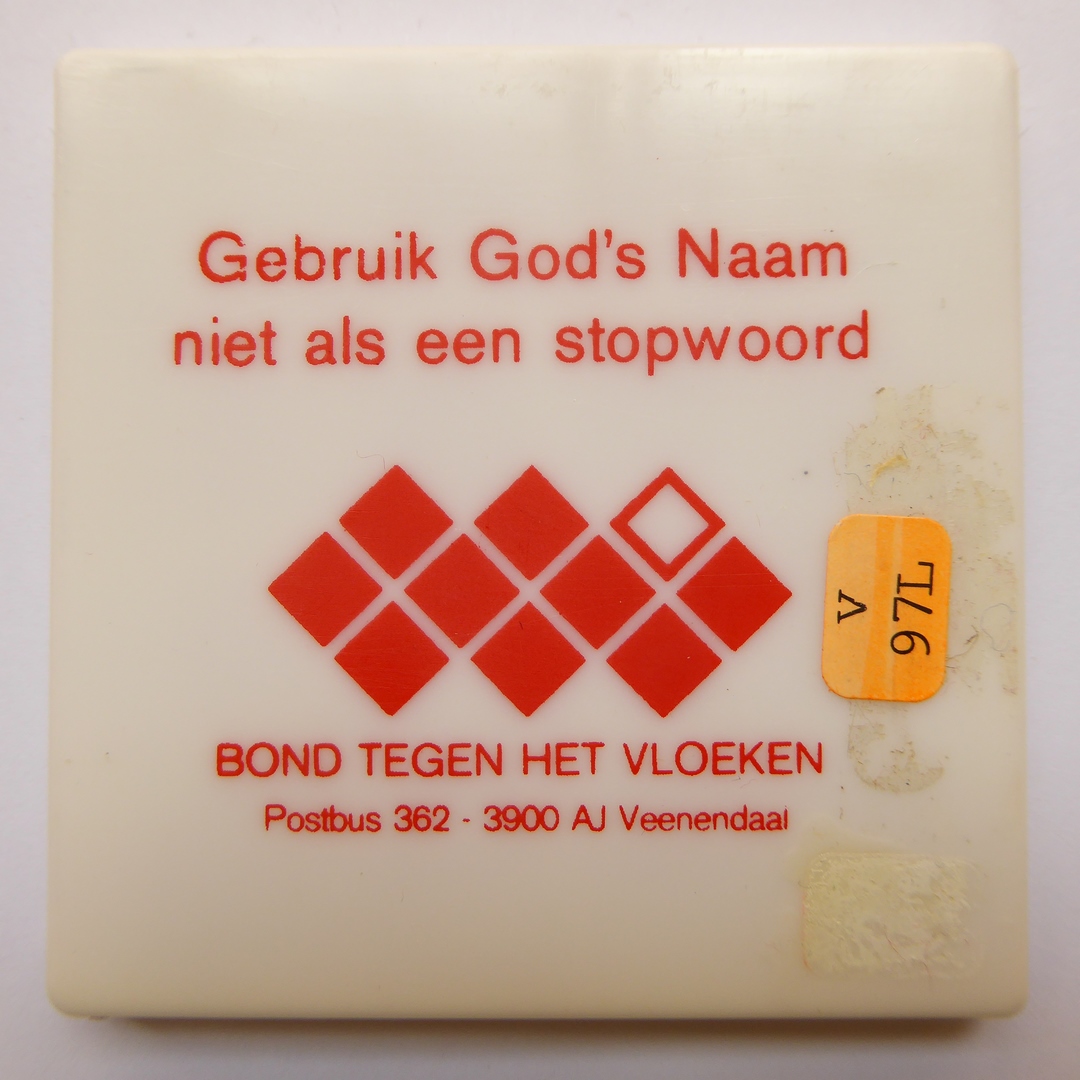 Gebruik God's Naam
niet als een stopwoord
BOND TEGEN HET VLOEKEN
Postbus 362 - 3900 AJ Veenendaal
V
97L